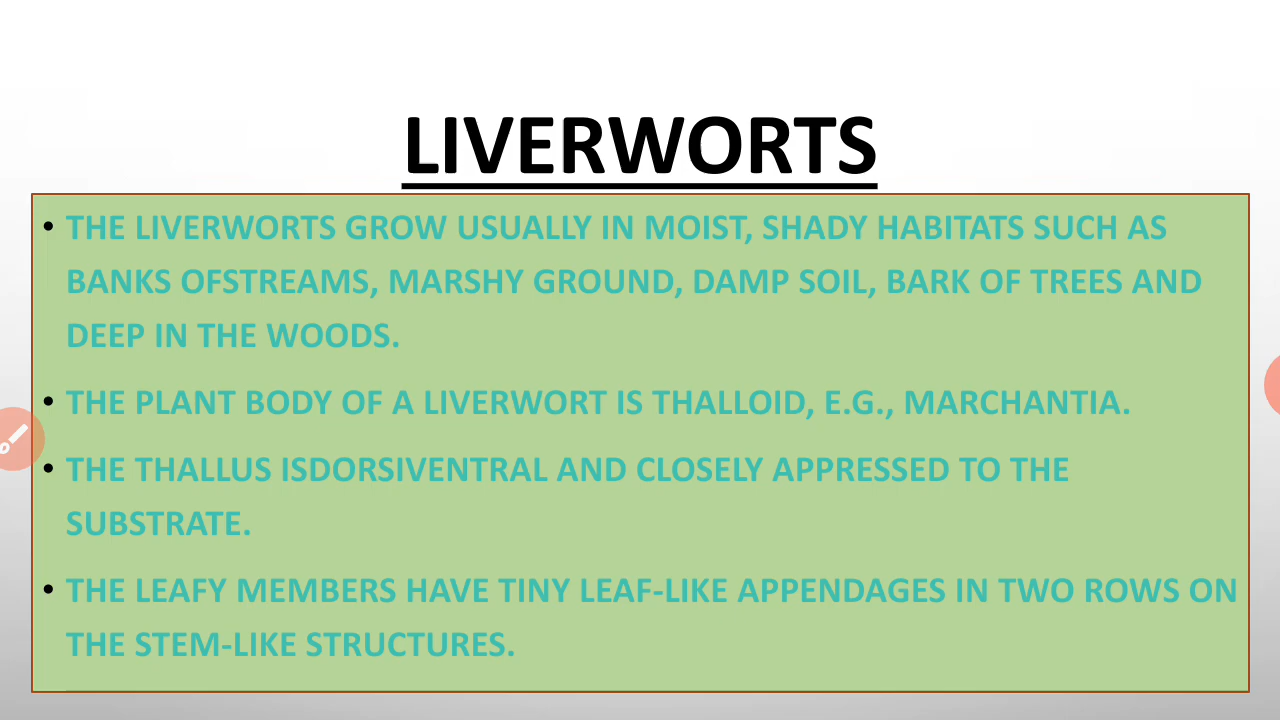 LIVERWORTS
• THE LIVERWORTS GROW USUALLY IN MOIST, SHADY HABITATS SUCH AS
BANKS OFSTREAMS, MARSHY GROUND, DAMP SOIL, BARK OF TREES AND
DEEP IN THE WOODS.
• THE PLANT BODY OF A LIVERWORT IS THALLOID, E.G., MARCHANTIA.
• THE THALLUS ISDORSIVENTRAL AND CLOSELY APPRESSED TO THE
SUBSTRATE.
• THE LEAFY MEMBERS HAVE TINY LEAF-LIKE APPENDAGES IN TWO ROWS ON
THE STEM-LIKE STRUCTURES.